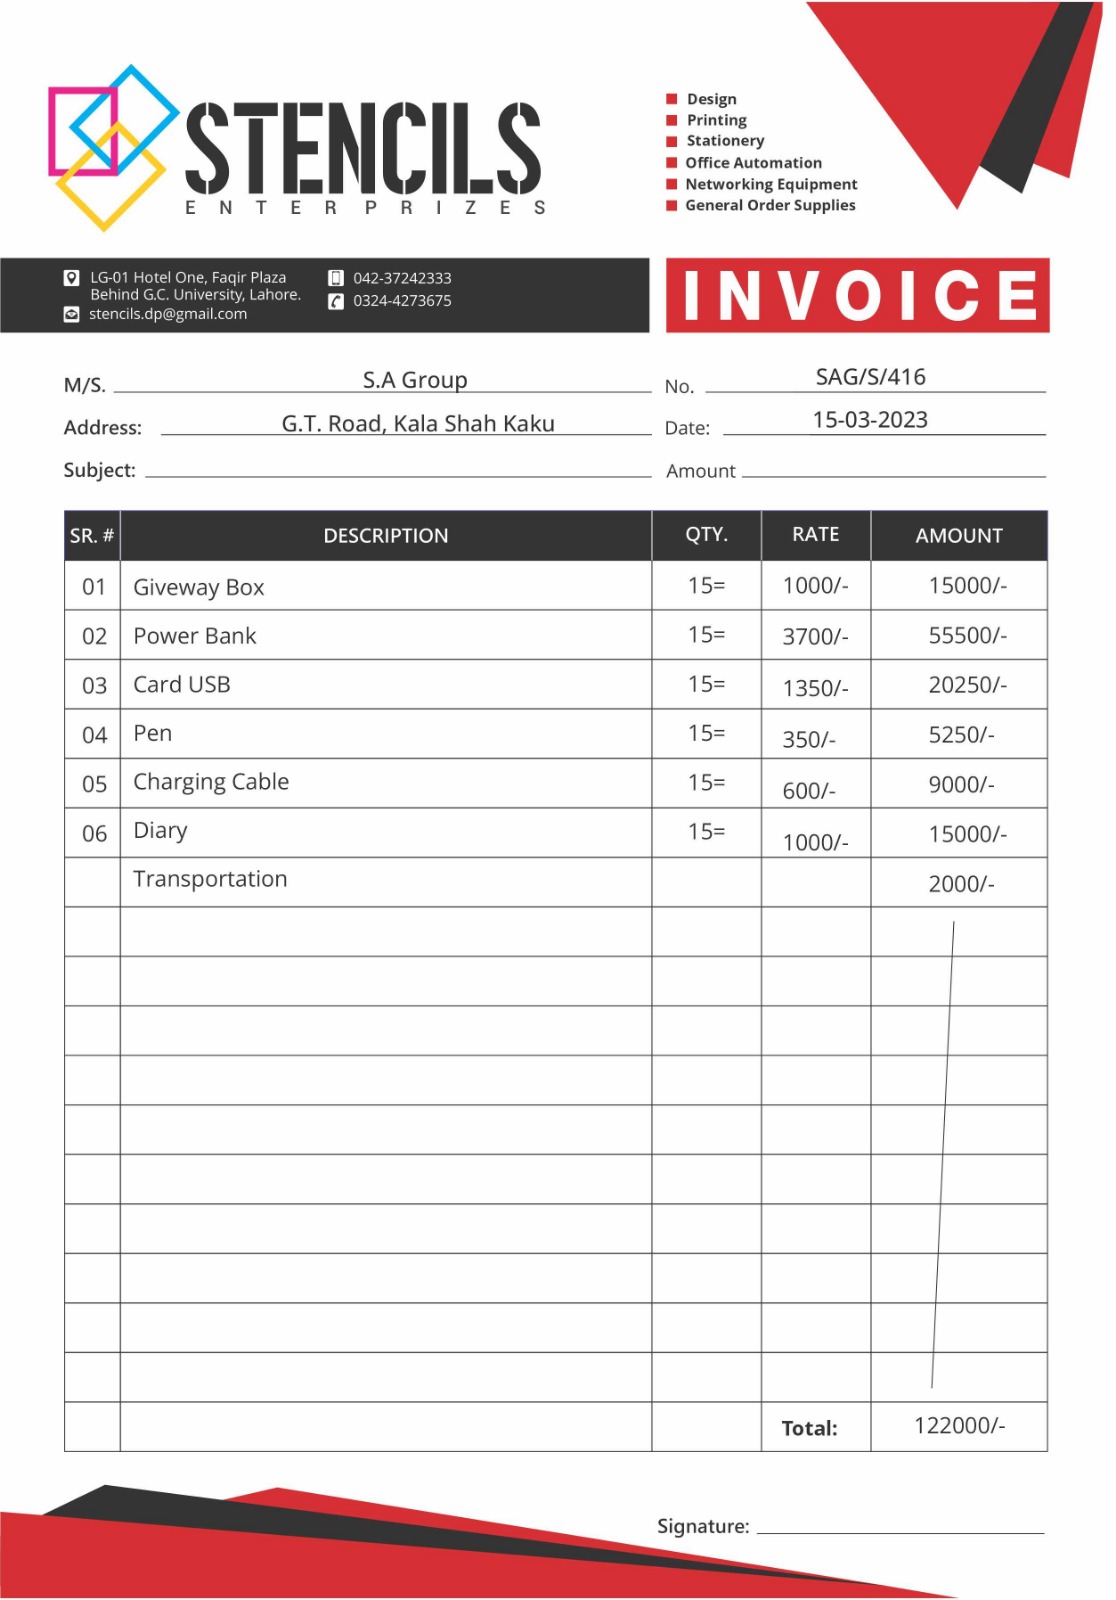 STENCILS
ENTERPRIZES
Design
Printing
Stationery
Office Automation
Networking Equipment
General Order Supplies
LG-01 Hotel One, Faqir Plaza
Behind G.C. University, Lahore.
stencils.dp@gmail.com
042-37242333
0324-4273675
INVOICE
M/S. S.A Group No. SAG/S/416
Address: G.T. Road, Kala Shah Kaku Date: 15-03-2023
Subject: Amount
SR. # DESCRIPTION QTY. RATE AMOUNT
01 Giveway Box 15= 1000/- 15000/-
02 Power Bank 15= 3700/- 55500/-
03 Card USB 15= 1350/- 20250/-
04 Pen 15= 350/- 5250/-
05 Charging Cable 15= 600/- 9000/-
06 Diary 15= 1000/- 15000/-
Transportation 2000/-
Total: 122000/-
Signature: